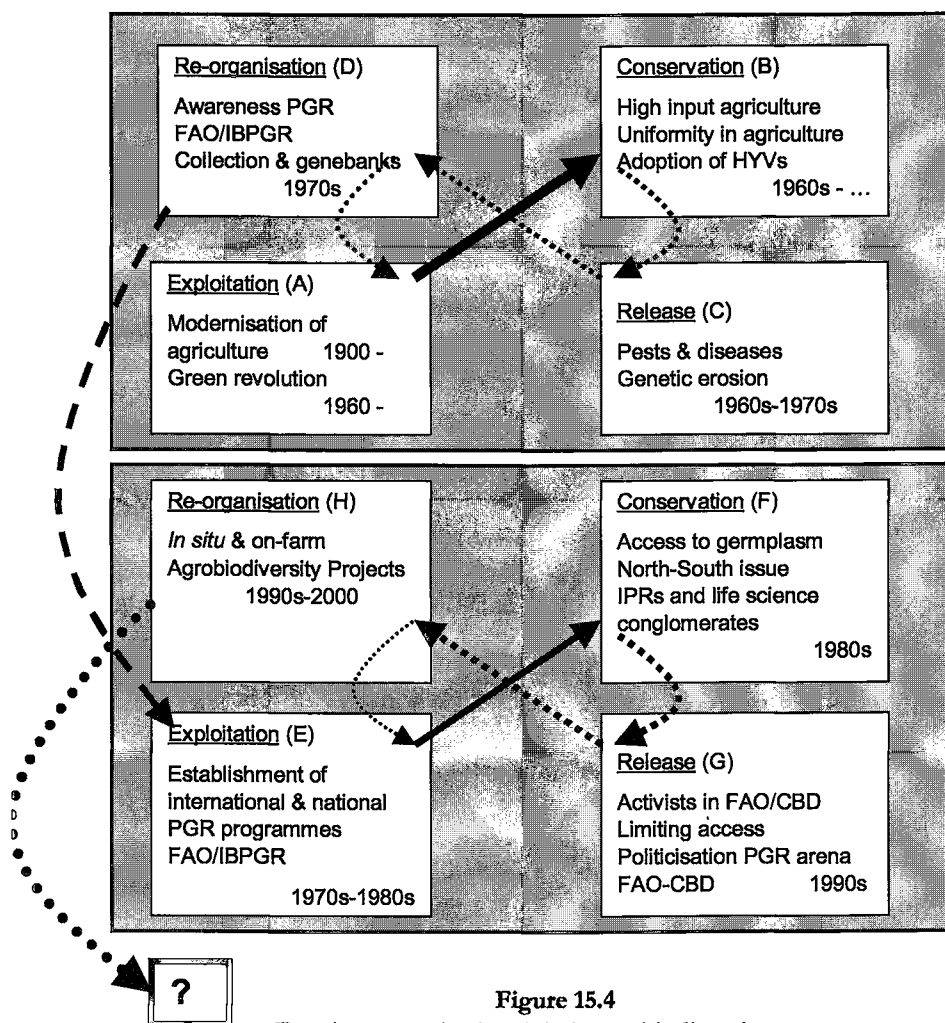 Re-organisation (D)
Awareness PGR
FAO/IBPGR
Collection & genebanks
1970s
Conservation (B)
High input agriculture
Uniformity in agriculture
Adoption of HYVs
1960s - ...
Exploitation (A)
Modernisation of
agriculture 1900 -
Green revolution
1960 -
Release (C)
Pests & diseases
Genetic erosion
1960s-1970s
Re-organisation (H)
In situ & on-farm
Agrobiodiversity Projects
1990s-2000
Conservation (F)
Access to germplasm
North-South issue
IPRs and life science
conglomerates
1980s
Exploitation (E)
Establishment of
international & national
PGR programmes
FAO/IBPGR
1970s-1980s
Release (G)
Activists in FAO/CBD
Limiting access
Politicisation PGR arena
FAO-CBD 1990s
?
Figure 15.4